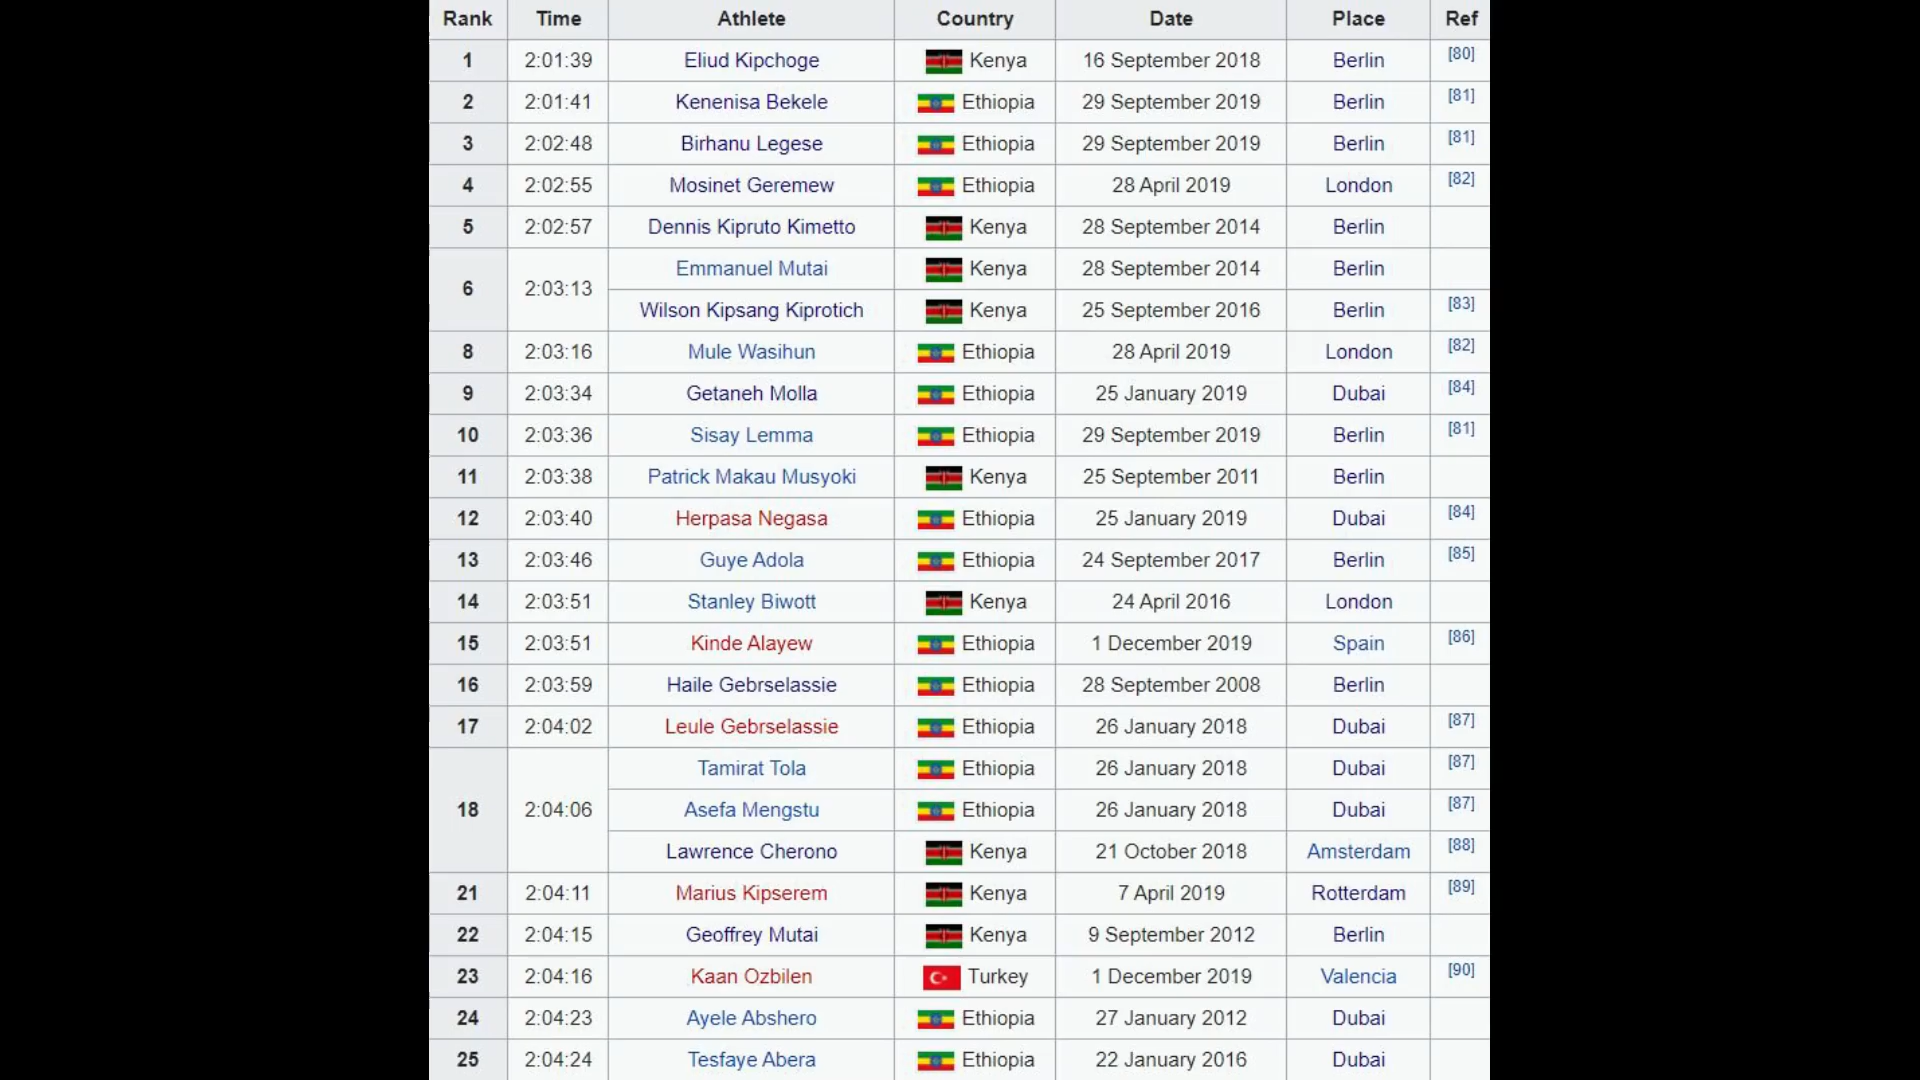 Rank Time Athlete Country Date Place Ref
1 2:01:39 Eliud Kipchoge Kenya 16 September 2018 Berlin [80]
2 2:01:41 Kenenisa Bekele Ethiopia 29 September 2019 Berlin [81]
3 2:02:48 Birhanu Legese Ethiopia 29 September 2019 Berlin [81]
4 2:02:55 Mosinet Geremew Ethiopia 28 April 2019 London [82]
5 2:02:57 Dennis Kipruto Kimetto Kenya 28 September 2014 Berlin
6 2:03:13 Emmanuel Mutai Kenya 28 September 2014 Berlin
Wilson Kipsang Kiprotich Kenya 25 September 2016 Berlin [83]
8 2:03:16 Mule Wasihun Ethiopia 28 April 2019 London [82]
9 2:03:34 Getaneh Molla Ethiopia 25 January 2019 Dubai [84]
10 2:03:36 Sisay Lemma Ethiopia 29 September 2019 Berlin [81]
11 2:03:38 Patrick Makau Musyoki Kenya 25 September 2011 Berlin
12 2:03:40 Herpasa Negasa Ethiopia 25 January 2019 Dubai [84]
13 2:03:46 Guye Adola Ethiopia 24 September 2017 Berlin [85]
14 2:03:51 Stanley Biwott Kenya 24 April 2016 London
15 2:03:51 Kinde Alayew Ethiopia 1 December 2019 Spain [86]
16 2:03:59 Haile Gebrselassie Ethiopia 28 September 2008 Berlin
17 2:04:02 Leule Gebrselassie Ethiopia 26 January 2018 Dubai [87]
18 2:04:06 Tamirat Tola Ethiopia 26 January 2018 Dubai [87]
Asefa Mengstu Ethiopia 26 January 2018 Dubai [87]
Lawrence Cherono Kenya 21 October 2018 Amsterdam [88]
21 2:04:11 Marius Kipserem Kenya 7 April 2019 Rotterdam [89]
22 2:04:15 Geoffrey Mutai Kenya 9 September 2012 Berlin
23 2:04:16 Kaan Ozbilen Turkey 1 December 2019 Valencia [90]
24 2:04:23 Ayele Abshero Ethiopia 27 January 2012 Dubai
25 2:04:24 Tesfaye Abera Ethiopia 22 January 2016 Dubai